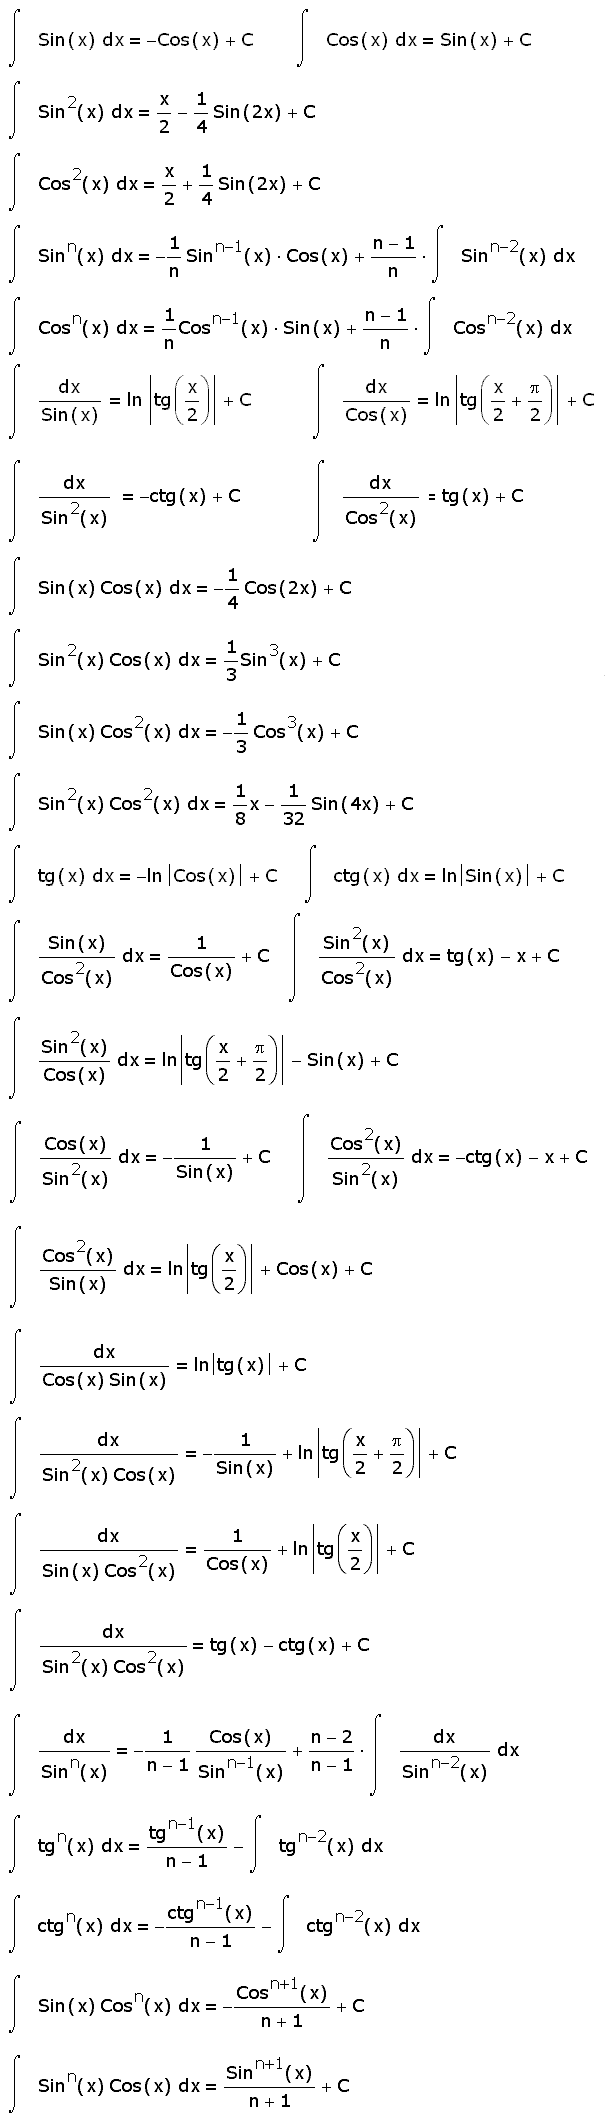 ∫ Sin(x) dx = −Cos(x) + C ∫ Cos(x) dx = Sin(x) + C
∫ Sin²(x) dx = x/2 − 1/4 Sin(2x) + C
∫ Cos²(x) dx = x/2 + 1/4 Sin(2x) + C
∫ Sinⁿ(x) dx = −1/n Sinⁿ⁻¹(x) · Cos(x) + (n − 1)/n · ∫ Sinⁿ⁻²(x) dx
∫ Cosⁿ(x) dx = 1/n Cosⁿ⁻¹(x) · Sin(x) + (n − 1)/n · ∫ Cosⁿ⁻²(x) dx
∫ dx/Sin(x) = ln |tg(x/2)| + C ∫ dx/Cos(x) = ln |tg(x/2 + π/2)| + C
∫ dx/Sin²(x) = −ctg(x) + C ∫ dx/Cos²(x) = tg(x) + C
∫ Sin(x) Cos(x) dx = −1/4 Cos(2x) + C
∫ Sin²(x) Cos(x) dx = 1/3 Sin³(x) + C
∫ Sin(x) Cos²(x) dx = −1/3 Cos³(x) + C
∫ Sin²(x) Cos²(x) dx = 1/8 x − 1/32 Sin(4x) + C
∫ tg(x) dx = −ln |Cos(x)| + C ∫ ctg(x) dx = ln|Sin(x)| + C
∫ Sin(x)/Cos²(x) dx = 1/Cos(x) + C ∫ Sin²(x)/Cos²(x) dx = tg(x) − x + C
∫ Sin²(x)/Cos(x) dx = ln|tg(x/2 + π/2)| − Sin(x) + C
∫ Cos(x)/Sin²(x) dx = −1/Sin(x) + C ∫ Cos²(x)/Sin²(x) dx = −ctg(x) − x + C
∫ Cos²(x)/Sin(x) dx = ln|tg(x/2)| + Cos(x) + C
∫ dx/(Cos(x) Sin(x)) = ln|tg(x)| + C
∫ dx/(Sin²(x) Cos(x)) = −1/Sin(x) + ln|tg(x/2 + π/2)| + C
∫ dx/(Sin(x) Cos²(x)) = 1/Cos(x) + ln|tg(x/2)| + C
∫ dx/(Sin²(x) Cos²(x)) = tg(x) − ctg(x) + C
∫ dx/Sinⁿ(x) = −1/(n − 1) Cos(x)/Sinⁿ⁻¹(x) + (n − 2)/(n − 1) · ∫ dx/Sinⁿ⁻²(x) dx
∫ tgⁿ(x) dx = tgⁿ⁻¹(x)/(n − 1) − ∫ tgⁿ⁻²(x) dx
∫ ctgⁿ(x) dx = −ctgⁿ⁻¹(x)/(n − 1) − ∫ ctgⁿ⁻²(x) dx
∫ Sin(x) Cosⁿ(x) dx = −Cosⁿ⁺¹(x)/(n + 1) + C
∫ Sinⁿ(x) Cos(x) dx = Sinⁿ⁺¹(x)/(n + 1) + C